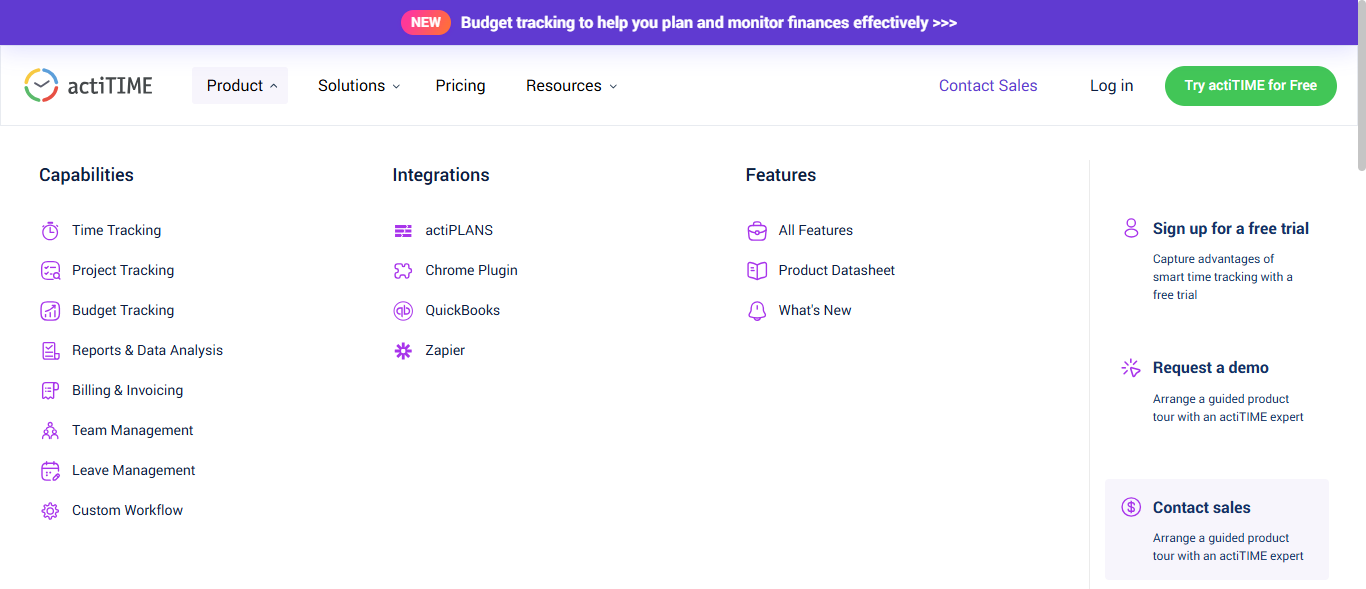 NEW Budget tracking to help you plan and monitor finances effectively >>>
actiTIME
Product
Solutions
Pricing
Resources
Contact Sales
Log in
Try actiTIME for Free
Capabilities
Time Tracking
Project Tracking
Budget Tracking
Reports & Data Analysis
Billing & Invoicing
Team Management
Leave Management
Custom Workflow
Integrations
actiPLANS
Chrome Plugin
qb QuickBooks
Zapier
Features
All Features
Product Datasheet
What's New
Sign up for a free trial
Capture advantages of
smart time tracking with a
free trial
Request a demo
Arrange a guided product
tour with an actiTIME expert
$ Contact sales
Arrange a guided product
tour with an actiTIME expert